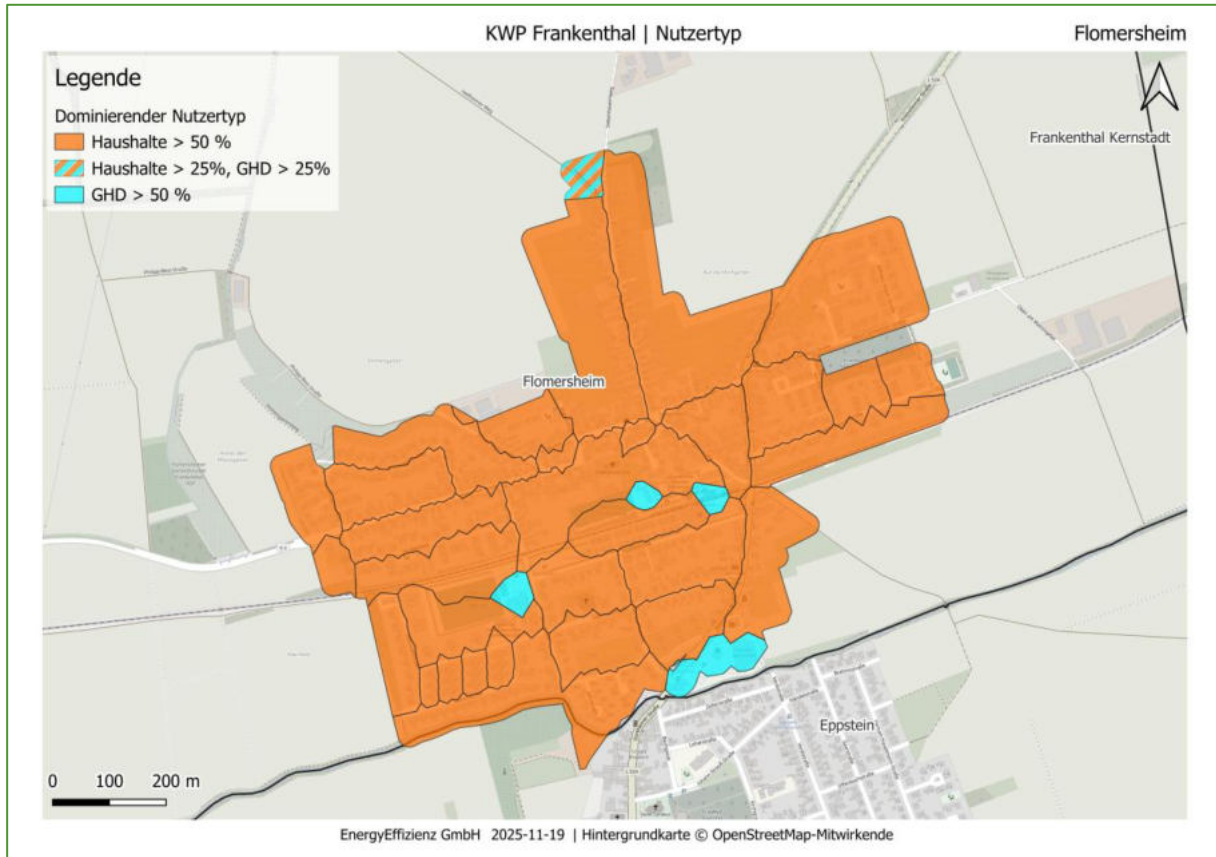 KWP Frankenthal | Nutzertyp
Flomersheim
Legende
Dominierender Nutzertyp
Haushalte > 50 %
Haushalte > 25%, GHD > 25%
GHD > 50 %
Frankenthal Kernstadt
Flomersheim
Eppstein
0 100 200 m
EnergyEffizienz GmbH 2025-11-19 | Hintergrundkarte © OpenStreetMap-Mitwirkende